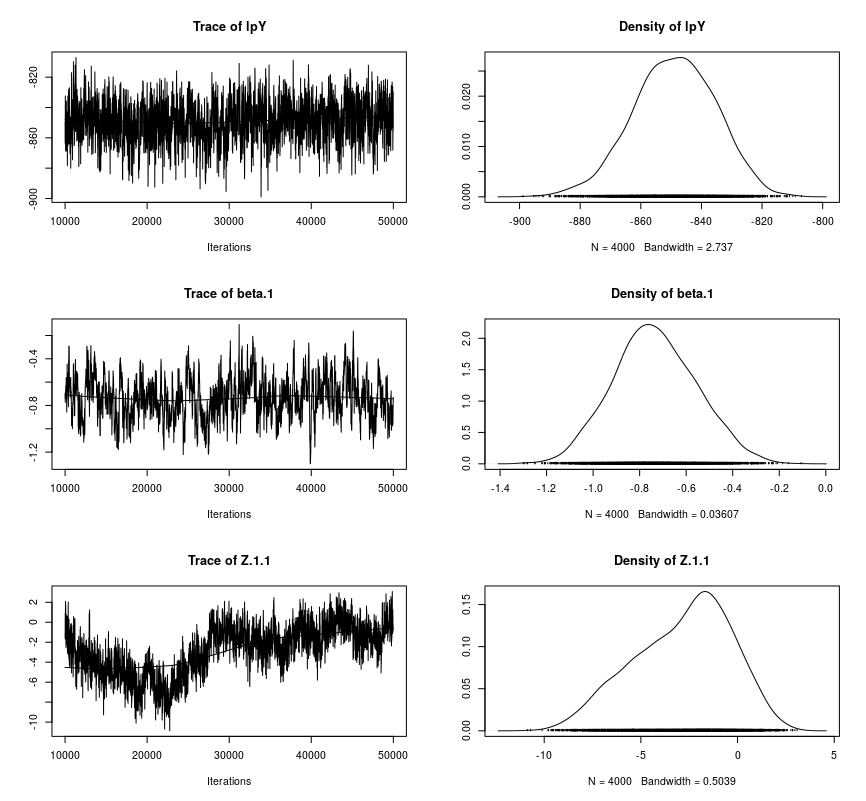 Trace of lpY
-820
-860
-900
10000 20000 30000 40000 50000
Iterations
Density of lpY
0.020
0.010
0.000
-900 -880 -860 -840 -820 -800
N = 4000 Bandwidth = 2.737
Trace of beta.1
-0.4
-0.8
-1.2
10000 20000 30000 40000 50000
Iterations
Density of beta.1
2.0
1.5
1.0
0.5
0.0
-1.4 -1.2 -1.0 -0.8 -0.6 -0.4 -0.2 0.0
N = 4000 Bandwidth = 0.03607
Trace of Z.1.1
2
0
-2
-4
-6
-10
10000 20000 30000 40000 50000
Iterations
Density of Z.1.1
0.15
0.10
0.05
0.00
-10 -5 0 5
N = 4000 Bandwidth = 0.5039